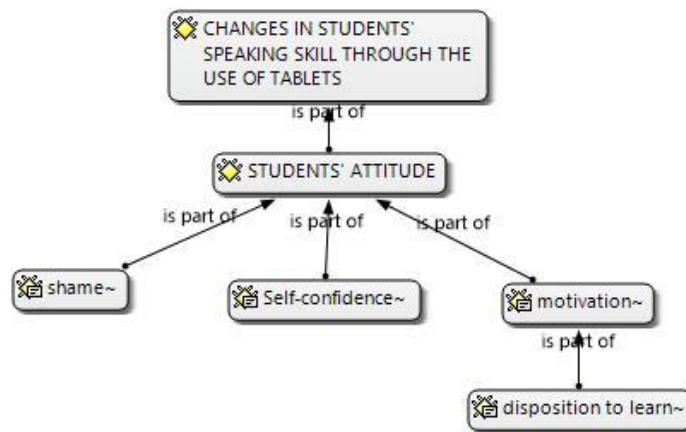 CHANGES IN STUDENTS'
SPEAKING SKILL THROUGH THE
USE OF TABLETS
is part of
STUDENTS' ATTITUDE
is part of
is part of
is part of
shame~
Self-confidence~
motivation~
is part of
disposition to learn~